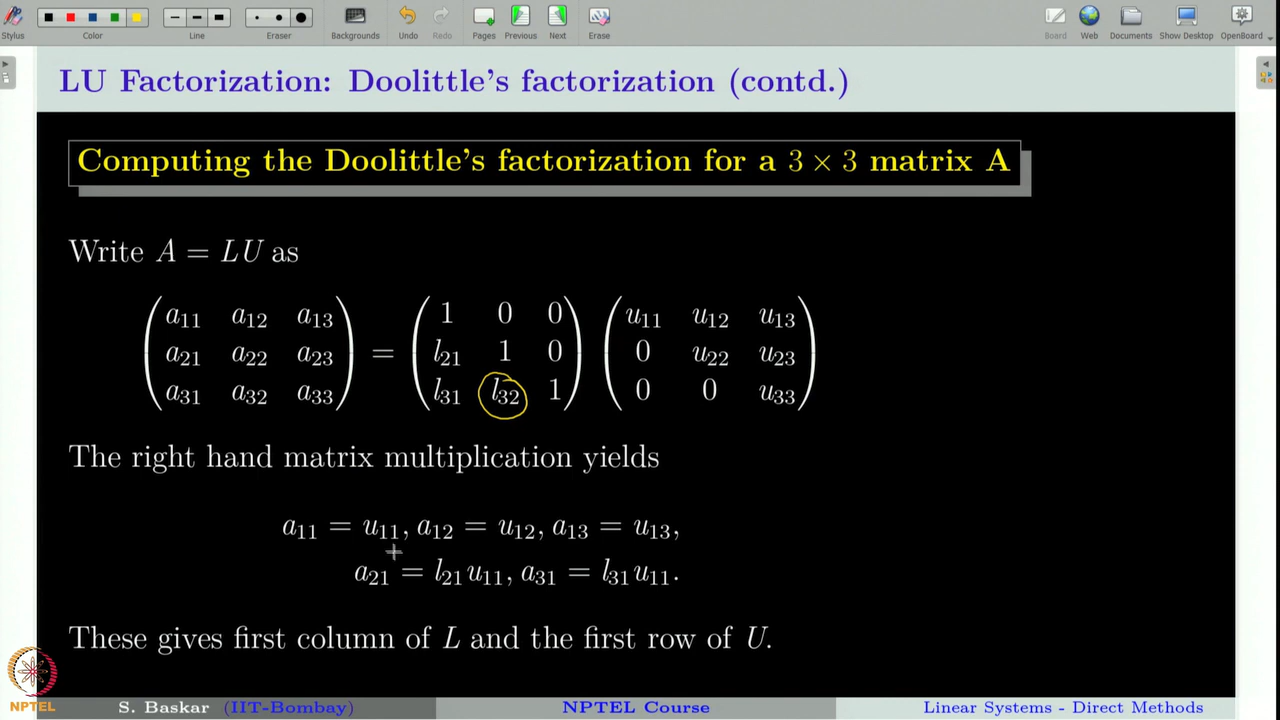 Stylus Color Line Eraser Backgrounds Undo Redo Pages Previous Next Erase Board Web Documents Show Desktop OpenBoard
LU Factorization: Doolittle's factorization (contd.)
Computing the Doolittle's factorization for a 3 × 3 matrix A
Write A = LU as
a11 a12 a13 1 0 0 u11 u12 u13
a21 a22 a23 = l21 1 0 0 u22 u23
a31 a32 a33 l31 l32 1 0 0 u33
The right hand matrix multiplication yields
a11 = u11, a12 = u12, a13 = u13,
a21 = l21u11, a31 = l31u11.
These gives first column of L and the first row of U.
NPTEL
S. Baskar (IIT-Bombay) NPTEL Course Linear Systems - Direct Methods